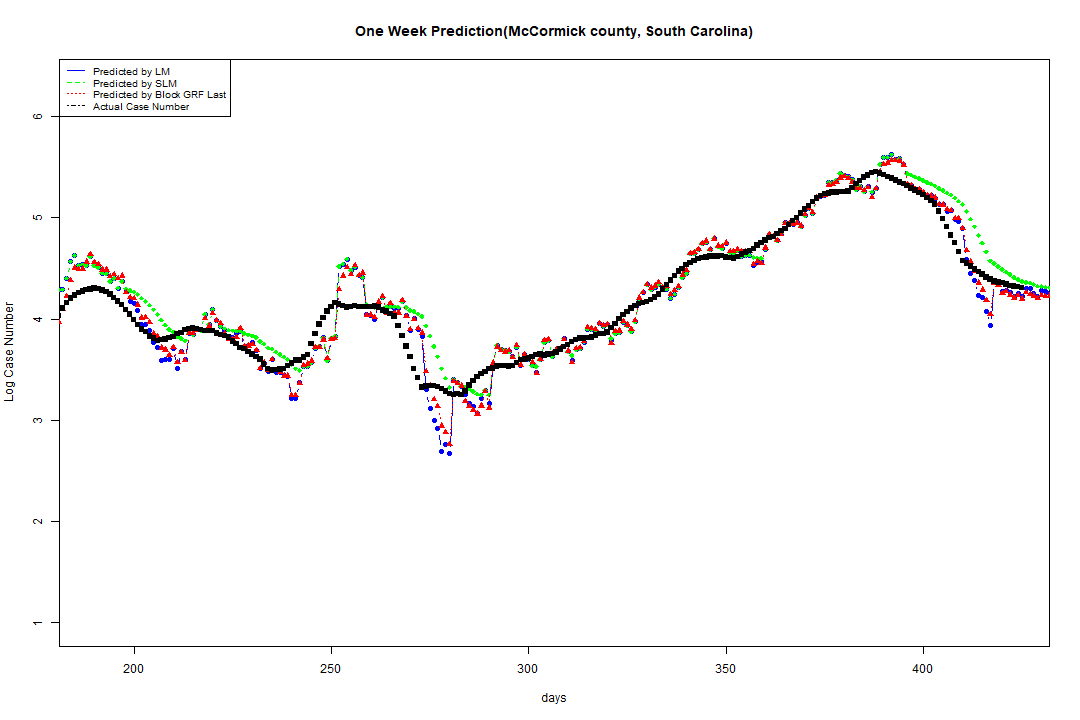 One Week Prediction(McCormick county, South Carolina)
Predicted by LM
Predicted by SLM
Predicted by Block GRF Last
Actual Case Number
6
5
4
3
2
1
Log Case Number
200 250 300 350 400
days